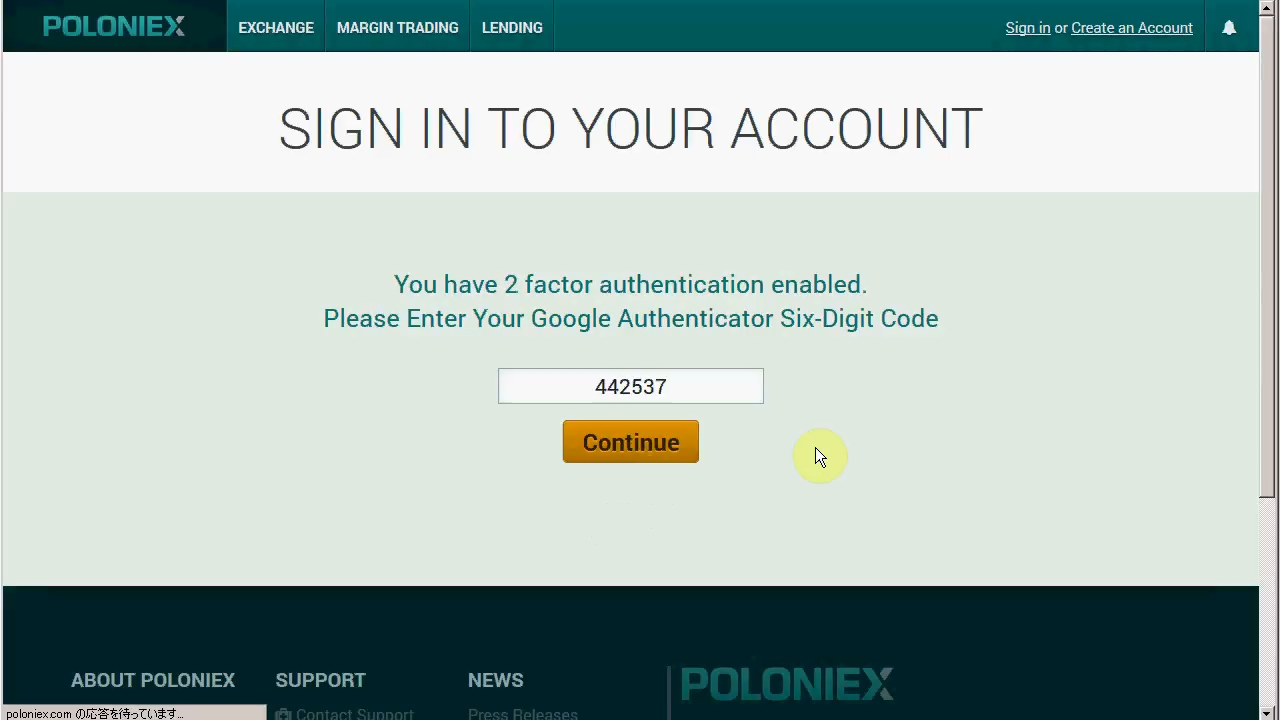 POLONIEX
EXCHANGE
MARGIN TRADING
LENDING
Sign in or Create an Account
SIGN IN TO YOUR ACCOUNT
You have 2 factor authentication enabled.
Please Enter Your Google Authenticator Six-Digit Code
442537
Continue
ABOUT POLONIEX
SUPPORT
NEWS
POLONIEX
Contact Support
Press Releases
poloniex.com の応答を待っています...